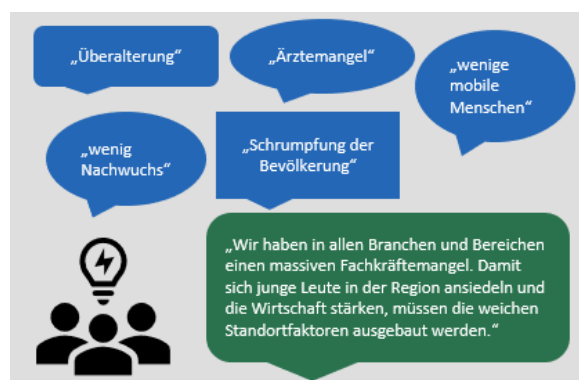 „Überalterung“
„Ärztemangel“
„wenige
mobile
Menschen“
„wenig
Nachwuchs“
„Schrumpfung der
Bevölkerung“
„Wir haben in allen Branchen und Bereichen
einen massiven Fachkräftemangel. Damit
sich junge Leute in der Region ansiedeln und
die Wirtschaft stärken, müssen die weichen
Standortfaktoren ausgebaut werden.“